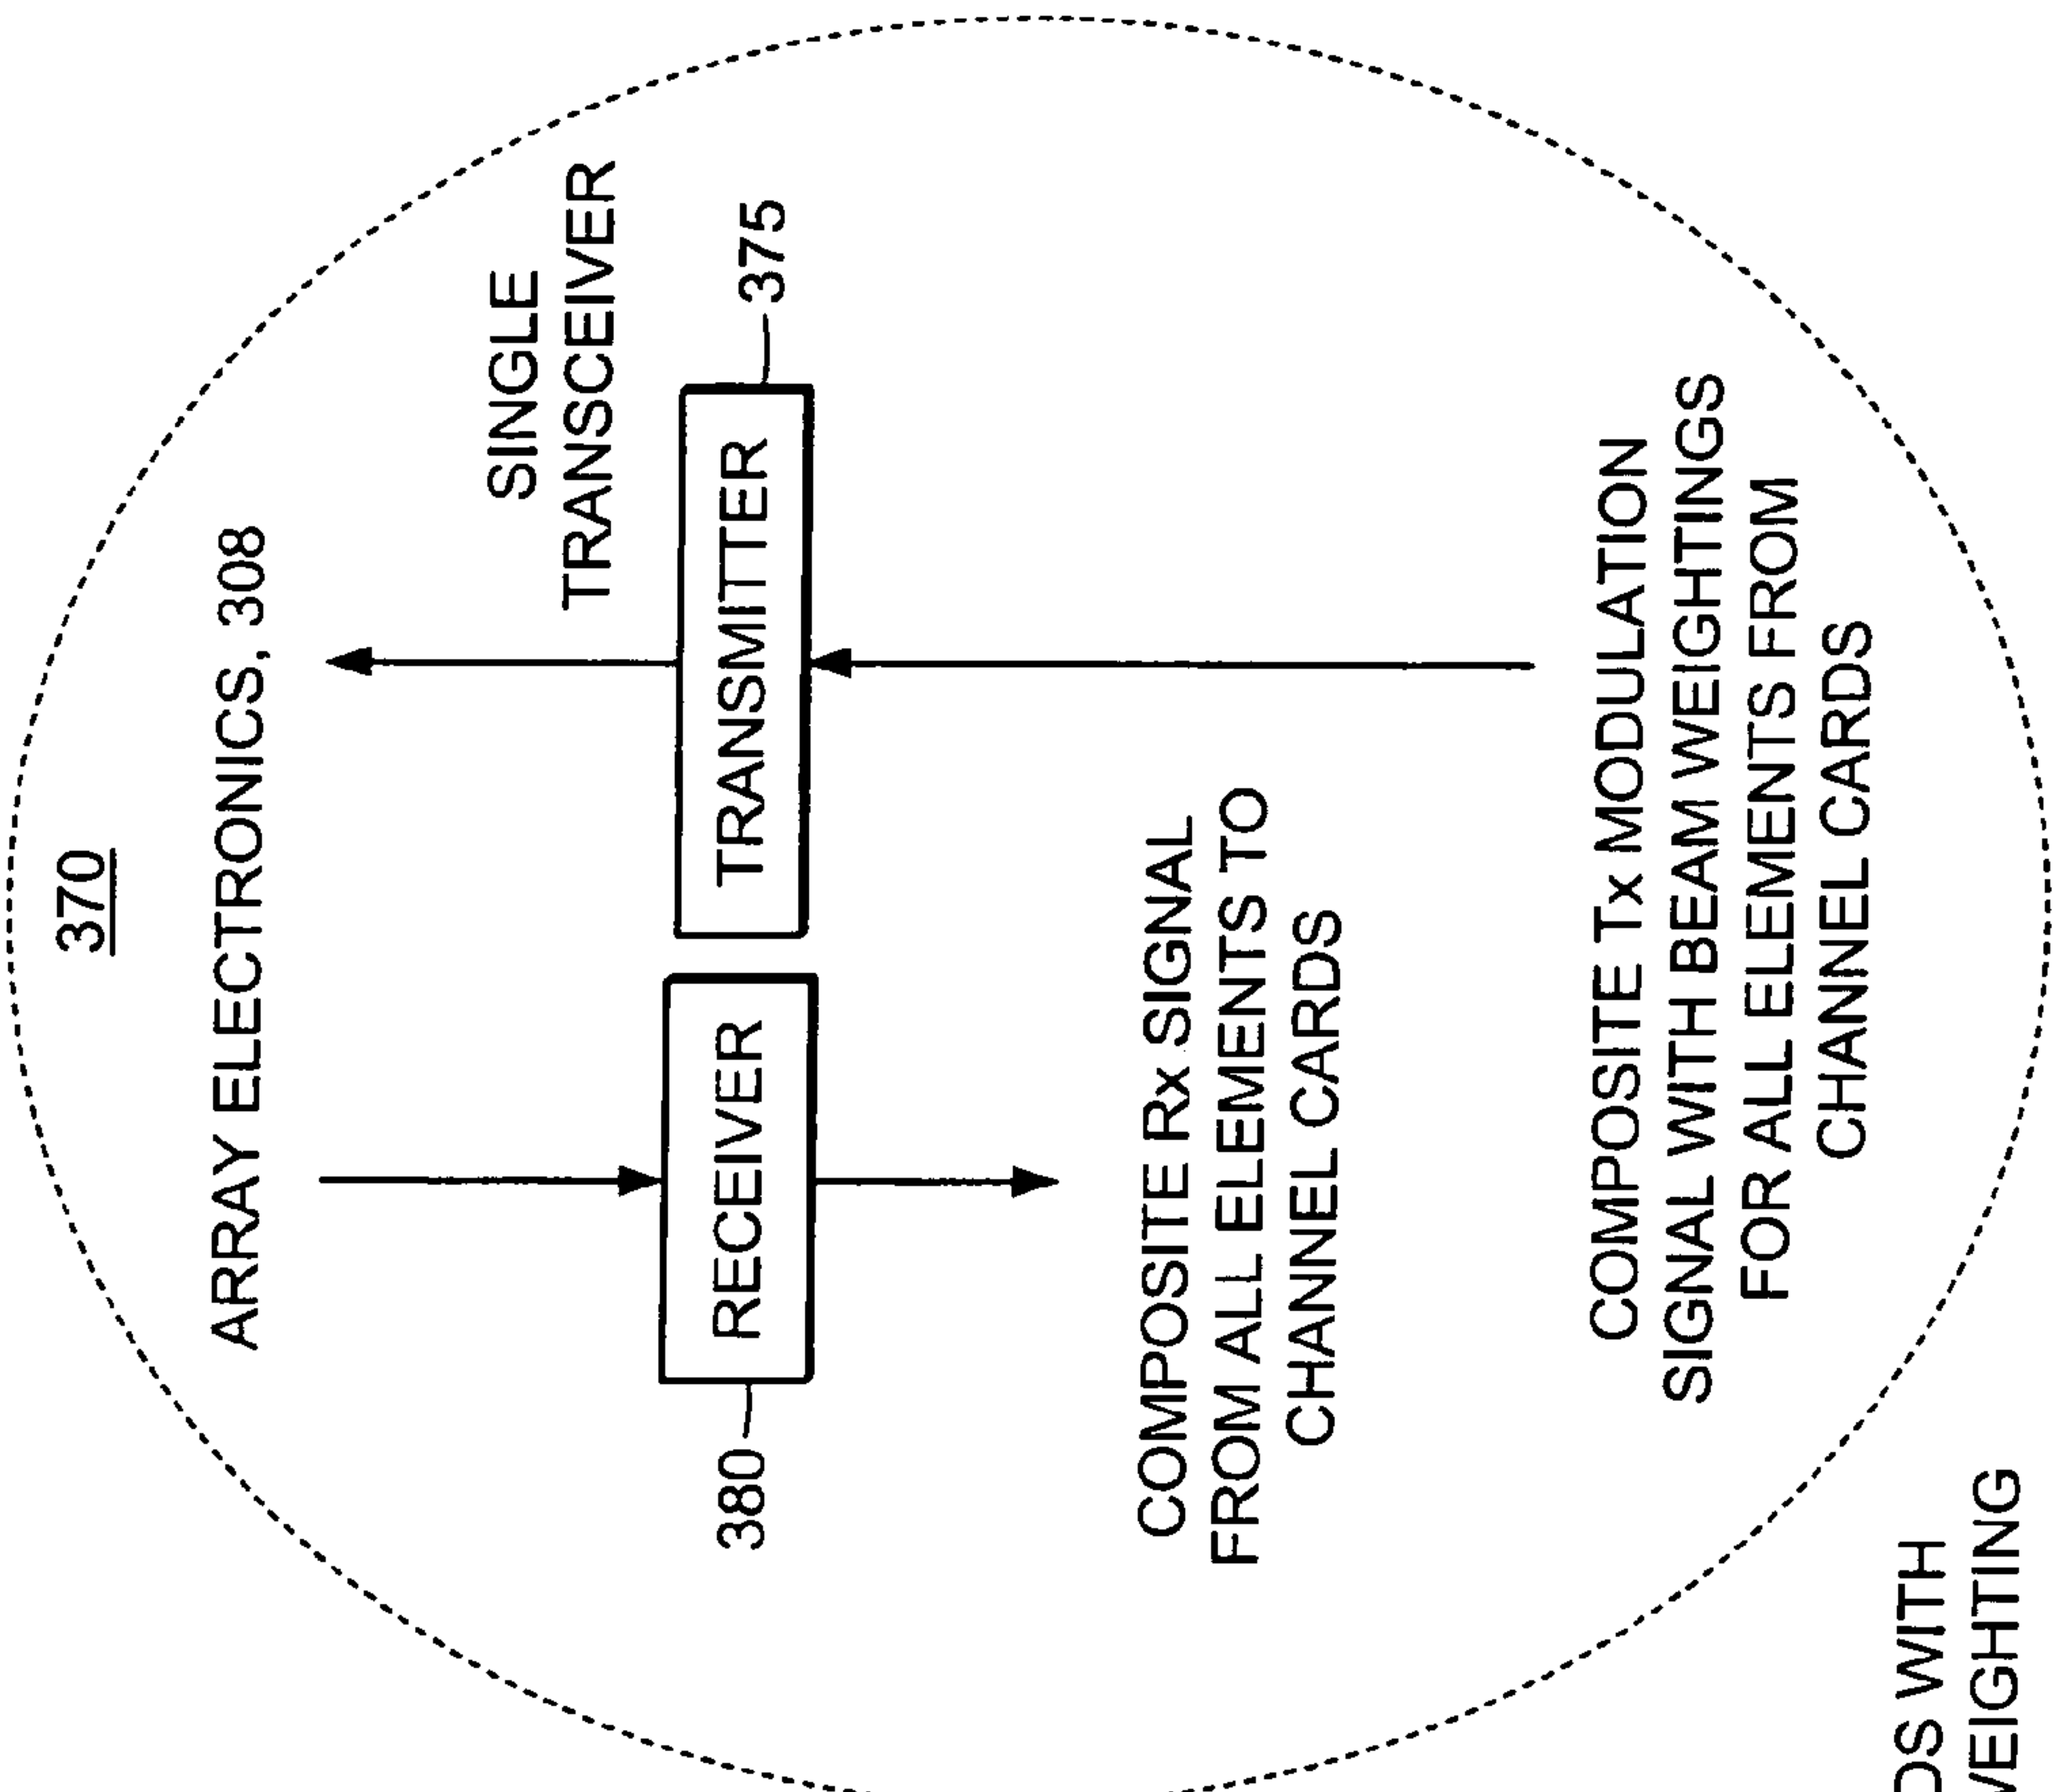 370
ARRAY ELECTRONICS, 308
SINGLE
TRANSCEIVER
380
RECEIVER
TRANSMITTER
375
COMPOSITE Rx SIGNAL
FROM ALL ELEMENTS TO
CHANNEL CARDS
COMPOSITE Tx MODULATION
SIGNAL WITH BEAM WEIGHTINGS
FOR ALL ELEMENTS FROM
CHANNEL CARDS
WITH